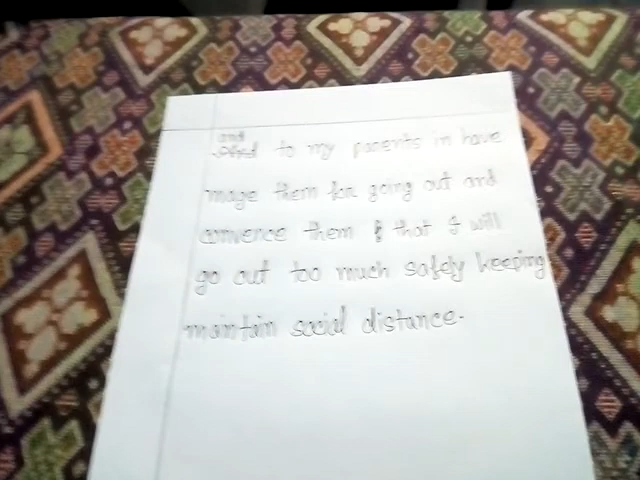 and
to my parents in have
maye them for going out and
convence them that I will
go out too much safely keeping
maintain social distance.